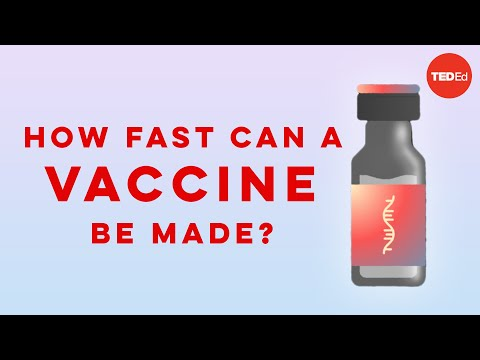 TEDEd
HOW FAST CAN A
VACCINE
BE MADE?